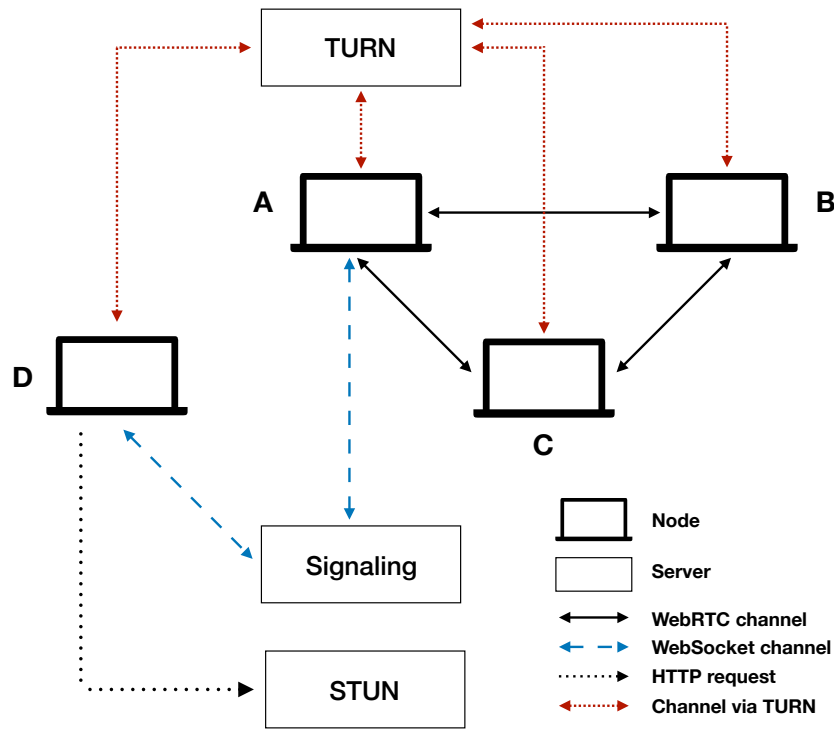 TURN
A
B
D
C
Signaling
STUN
Node
Server
WebRTC channel
WebSocket channel
HTTP request
Channel via TURN